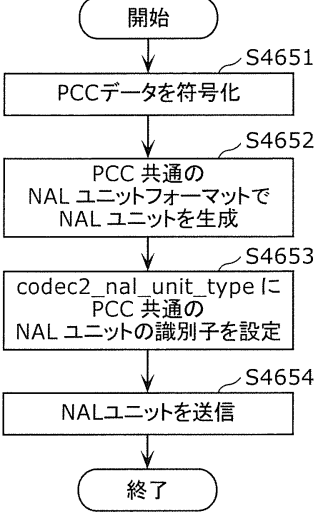 開始
S4651
PCCデータを符号化
S4652
PCC 共通の
NAL ユニットフォーマットで
NAL ユニットを生成
S4653
codec2_nal_unit_type に
PCC 共通の
NAL ユニットの識別子を設定
S4654
NALユニットを送信
終了